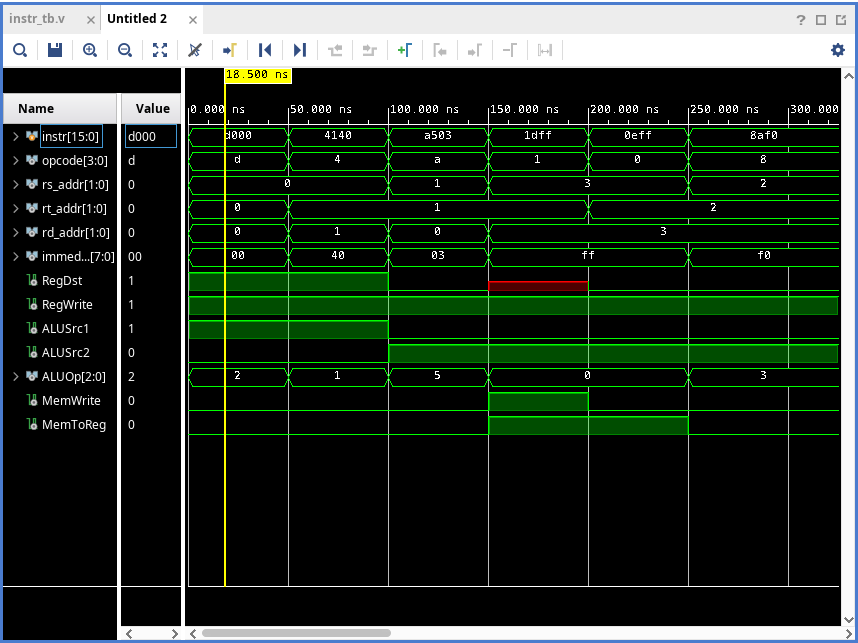 instr_tb.v × Untitled 2 ×
18.500 ns
Name Value 0.000 ns 50.000 ns 100.000 ns 150.000 ns 200.000 ns 250.000 ns 300.000
instr[15:0] d000 d000 4140 a503 1dff 0eff 8af0
opcode[3:0] d d 4 a 1 0 8
rs_addr[1:0] 0 0 1 3 2
rt_addr[1:0] 0 0 1 2
rd_addr[1:0] 0 0 1 0 3
immed...[7:0] 00 00 40 03 ff f0
RegDst 1
RegWrite 1
ALUSrc1 1
ALUSrc2 0
ALUOp[2:0] 2 2 1 5 0 3
MemWrite 0
MemToReg 0